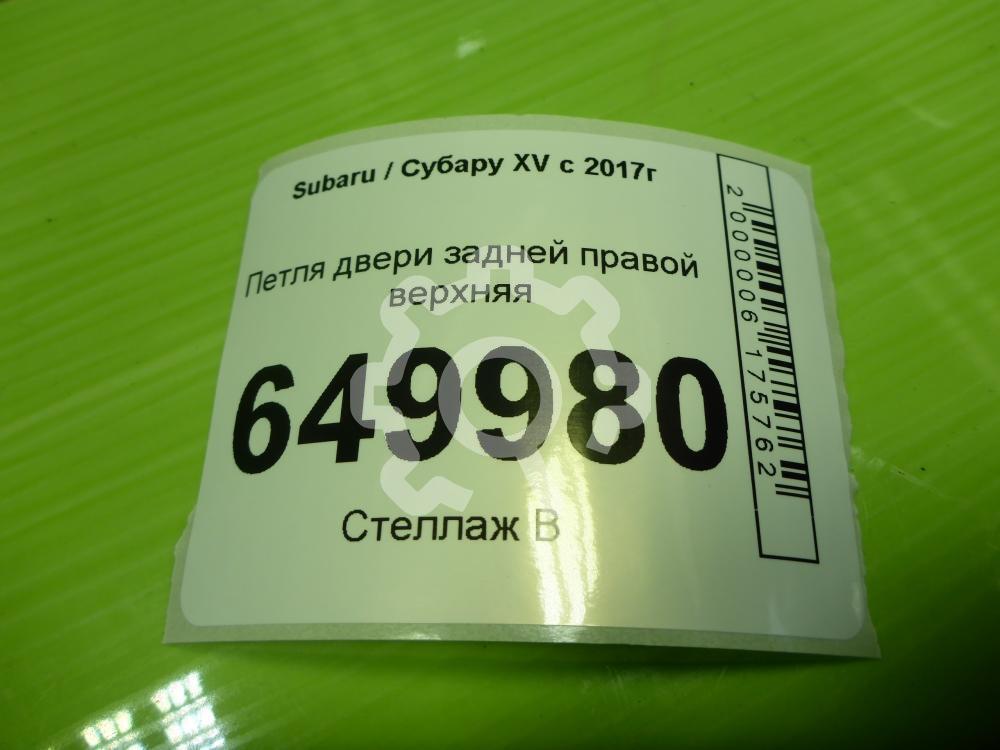 Subaru / Субару XV с 2017г
Петля двери задней правой
верхняя
649980
Стеллаж В
2000006175762